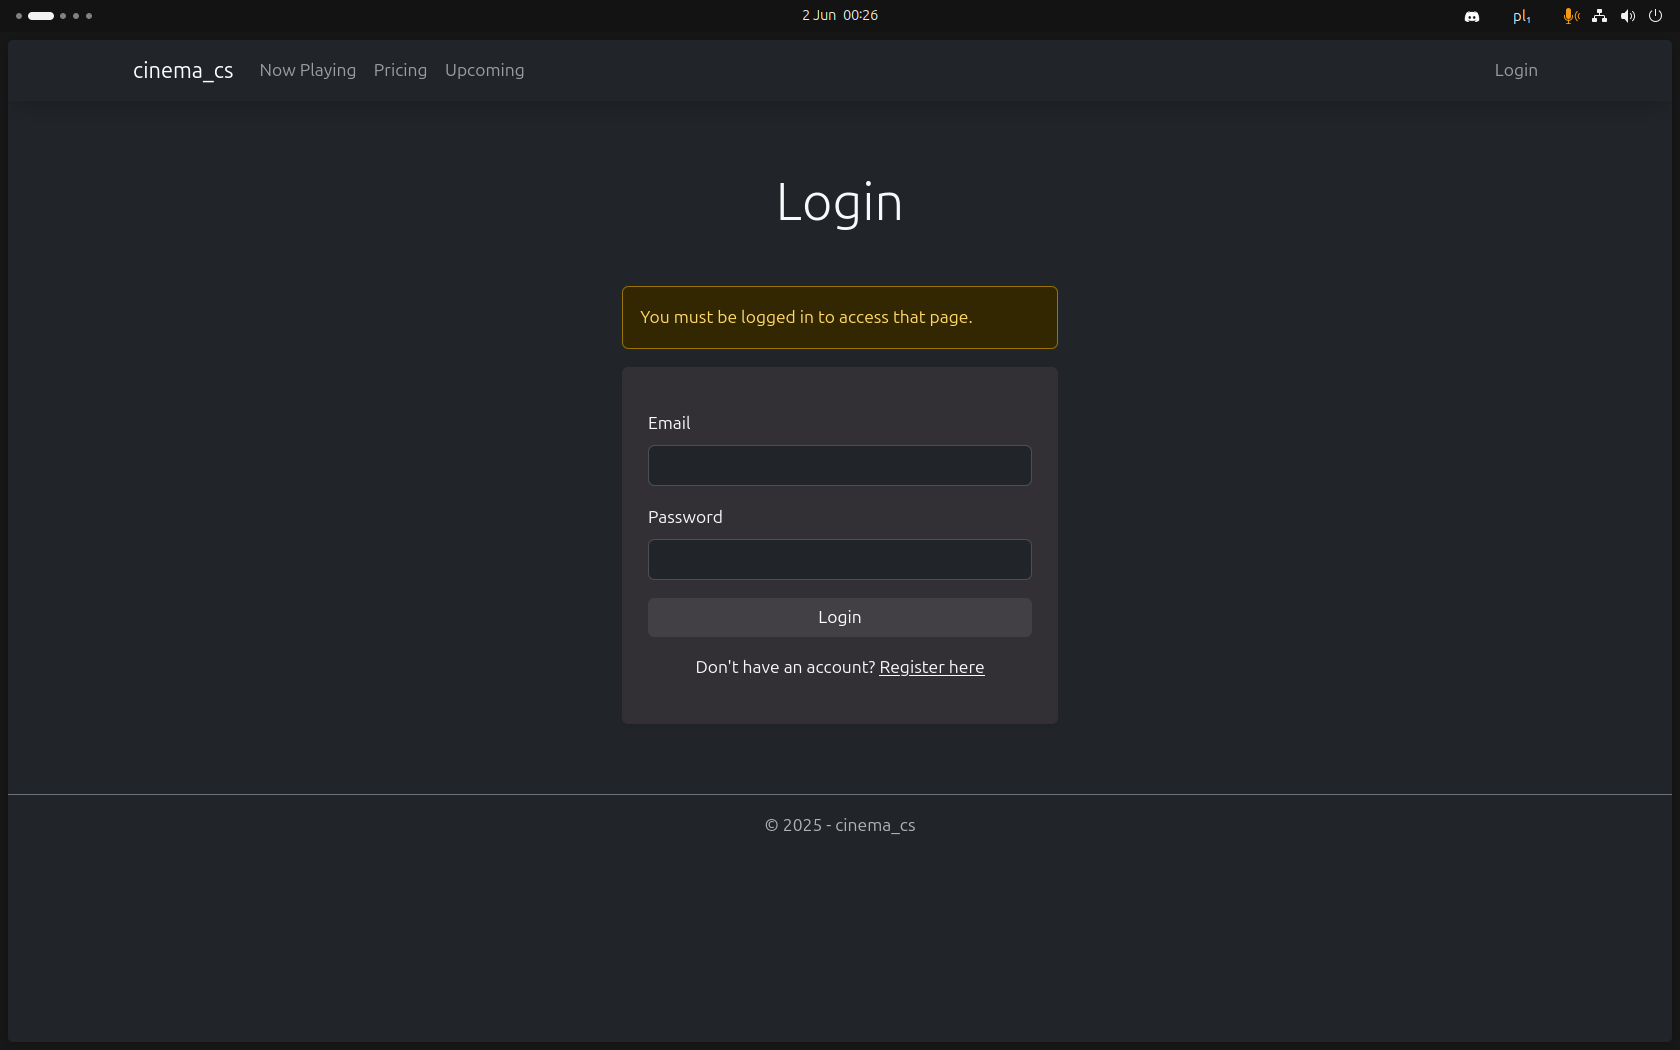 2 Jun 00:26
pl₁
cinema_cs Now Playing Pricing Upcoming Login
Login
You must be logged in to access that page.
Email
Password
Login
Don't have an account? Register here
© 2025 - cinema_cs